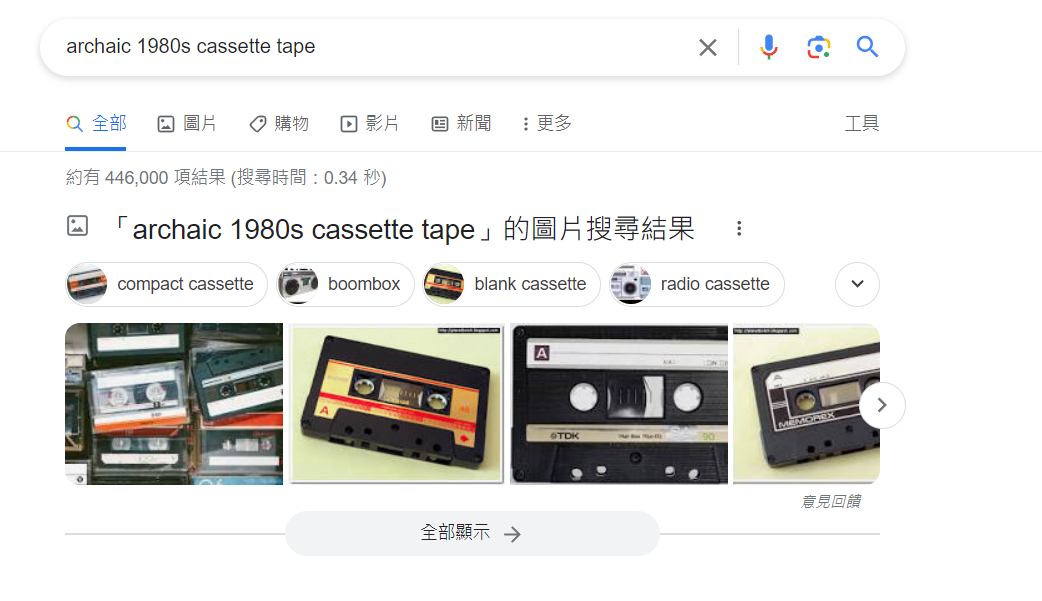 archaic 1980s cassette tape
全部 圖片 購物 影片 新聞 更多 工具
約有 446,000 項結果 (搜尋時間:0.34 秒)
「archaic 1980s cassette tape」的圖片搜尋結果
compact cassette boombox blank cassette radio cassette
A
A
A
TDK
90
MEMOREX
意見回饋
全部顯示